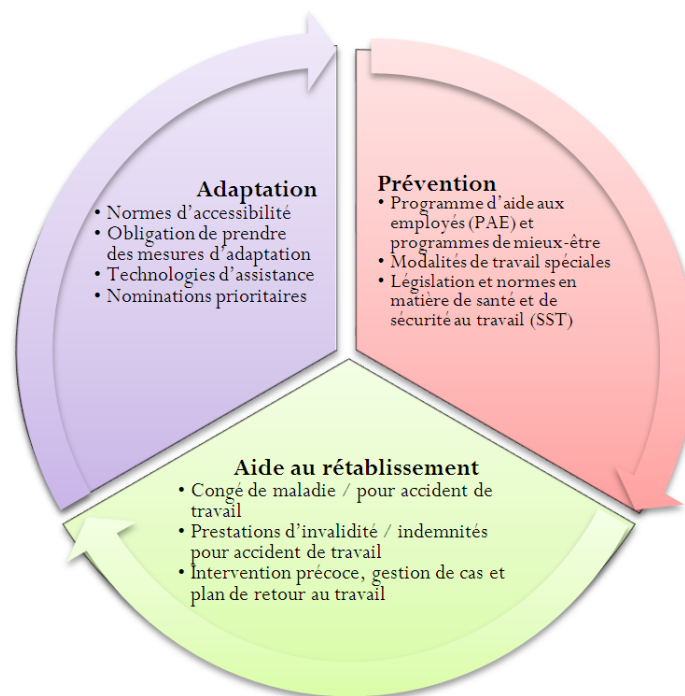 Adaptation
• Normes d'accessibilité
• Obligation de prendre
des mesures d'adaptation
• Technologies d'assistance
• Nominations prioritaires
Prévention
• Programme d'aide aux
employés (PAE) et
programmes de mieux-être
• Modalités de travail spéciales
• Législation et normes en
matière de santé et de
sécurité au travail (SST)
Aide au rétablissement
• Congé de maladie / pour accident de
travail
• Prestations d'invalidité / indemnités
pour accident de travail
• Intervention précoce, gestion de cas et
plan de retour au travail